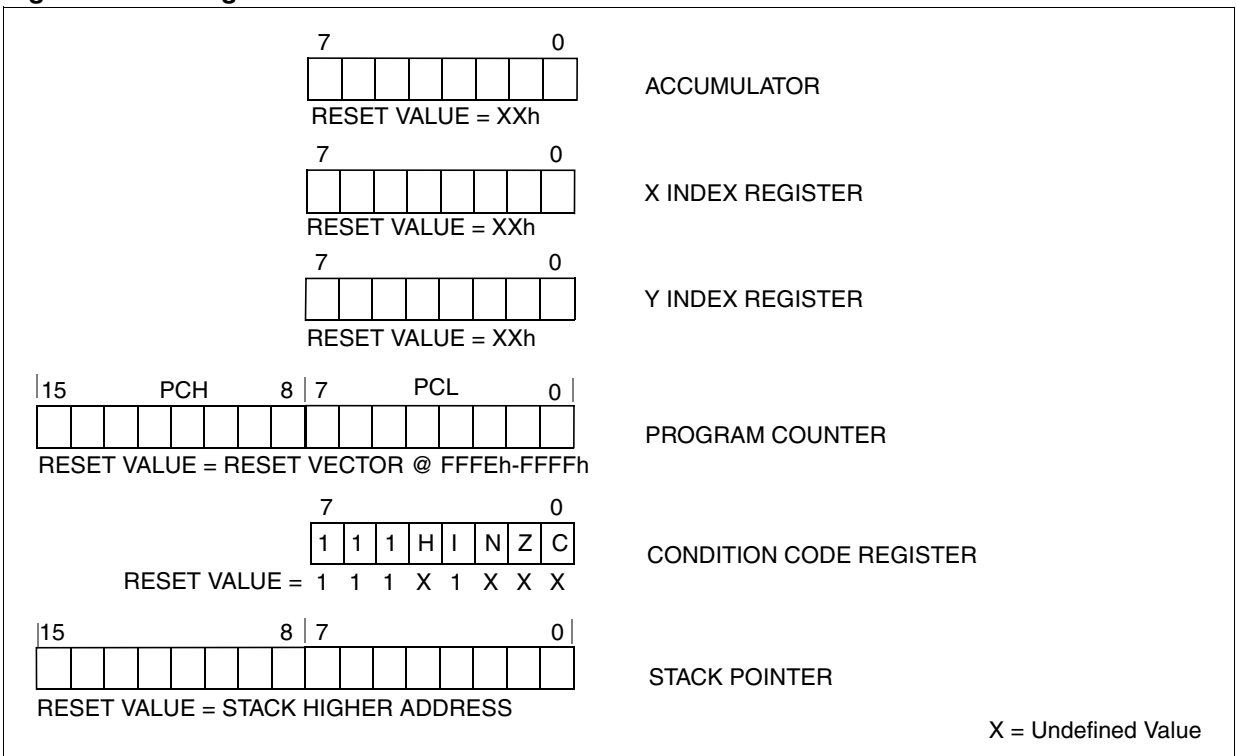 7 0
ACCUMULATOR
RESET VALUE = XXh
7 0
X INDEX REGISTER
RESET VALUE = XXh
7 0
Y INDEX REGISTER
RESET VALUE = XXh
15 PCH 8 7 PCL 0
PROGRAM COUNTER
RESET VALUE = RESET VECTOR @ FFFEh-FFFFh
7 0
1 1 1 H I N Z C
CONDITION CODE REGISTER
RESET VALUE = 1 1 1 X 1 X X X
15 8 7 0
STACK POINTER
RESET VALUE = STACK HIGHER ADDRESS
X = Undefined Value